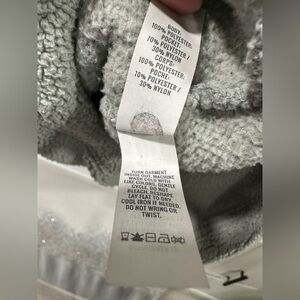 BODY:
100% POLYESTER.
POCKET:
70% POLYESTER /
30% NYLON
CORPS:
100% POLYESTER.
POCHE:
70% POLYESTER /
30% NYLON
TURN GARMENT
INSIDE OUT, MACHINE
WASH COLD WITH
LIKE COLORS, GENTLE
CYCLE. DO NOT
BLEACH. RESHAPE
LAY FLAT TO DRY.
COOL IRON IF NEEDED.
DO NOT WRING OR
TWIST.